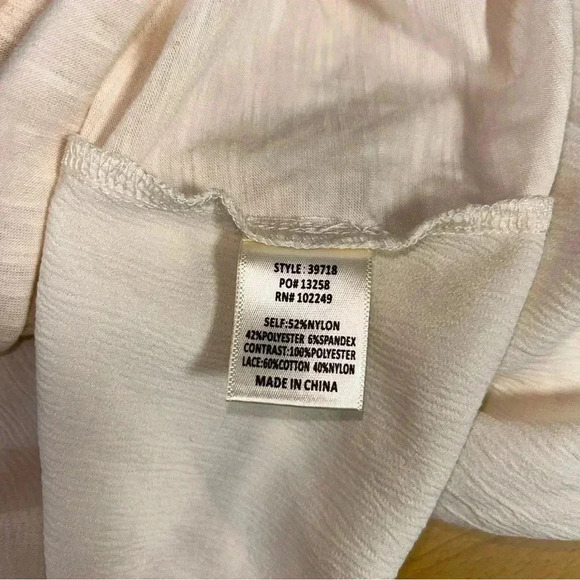 STYLE: 39718
PO# 13258
RN# 102249
SELF:52%NYLON
42%POLYESTER 6%SPANDEX
CONTRAST:100%POLYESTER
LACE:60%COTTON 40%NYLON
MADE IN CHINA